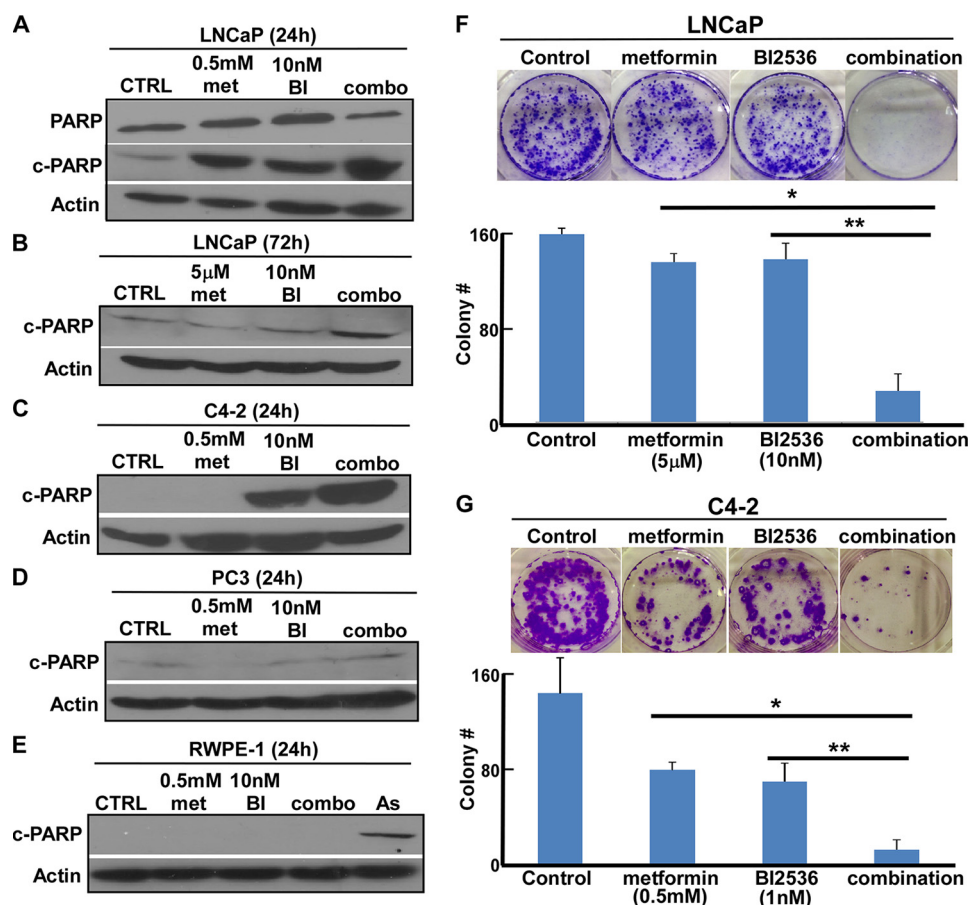 A
LNCaP (24h)
CTRL 0.5mM met 10nM BI combo
PARP
c-PARP
Actin
B
LNCaP (72h)
CTRL 5μM met 10nM BI combo
c-PARP
Actin
C
C4-2 (24h)
CTRL 0.5mM met 10nM BI combo
c-PARP
Actin
D
PC3 (24h)
CTRL 0.5mM met 10nM BI combo
c-PARP
Actin
E
RWPE-1 (24h)
CTRL 0.5mM met 10nM BI combo As
c-PARP
Actin
F
LNCaP
Control metformin BI2536 combination
*
**
160
80
0
Colony #
Control metformin (5μM) BI2536 (10nM) combination
G
C4-2
Control metformin BI2536 combination
*
**
160
80
0
Colony #
Control metformin (0.5mM) BI2536 (1nM) combination